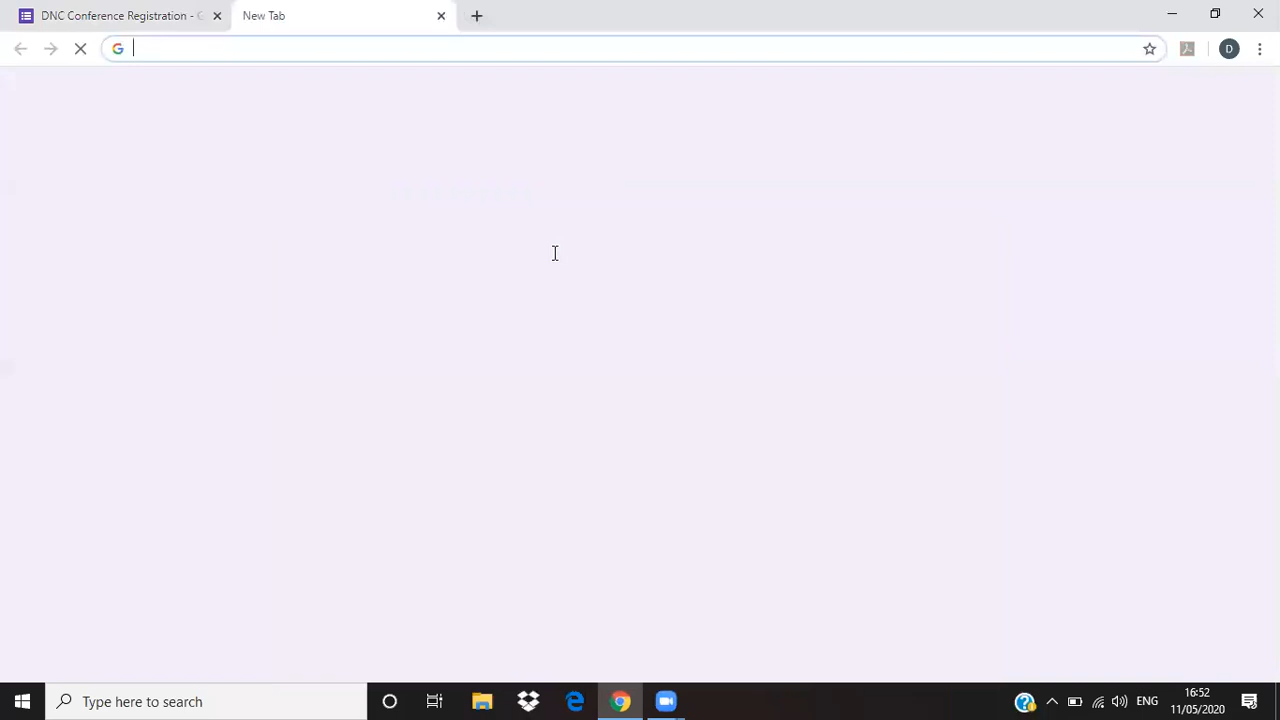 DNC Conference Registration - G
New Tab
D
Type here to search
ENG
16:52
11/05/2020